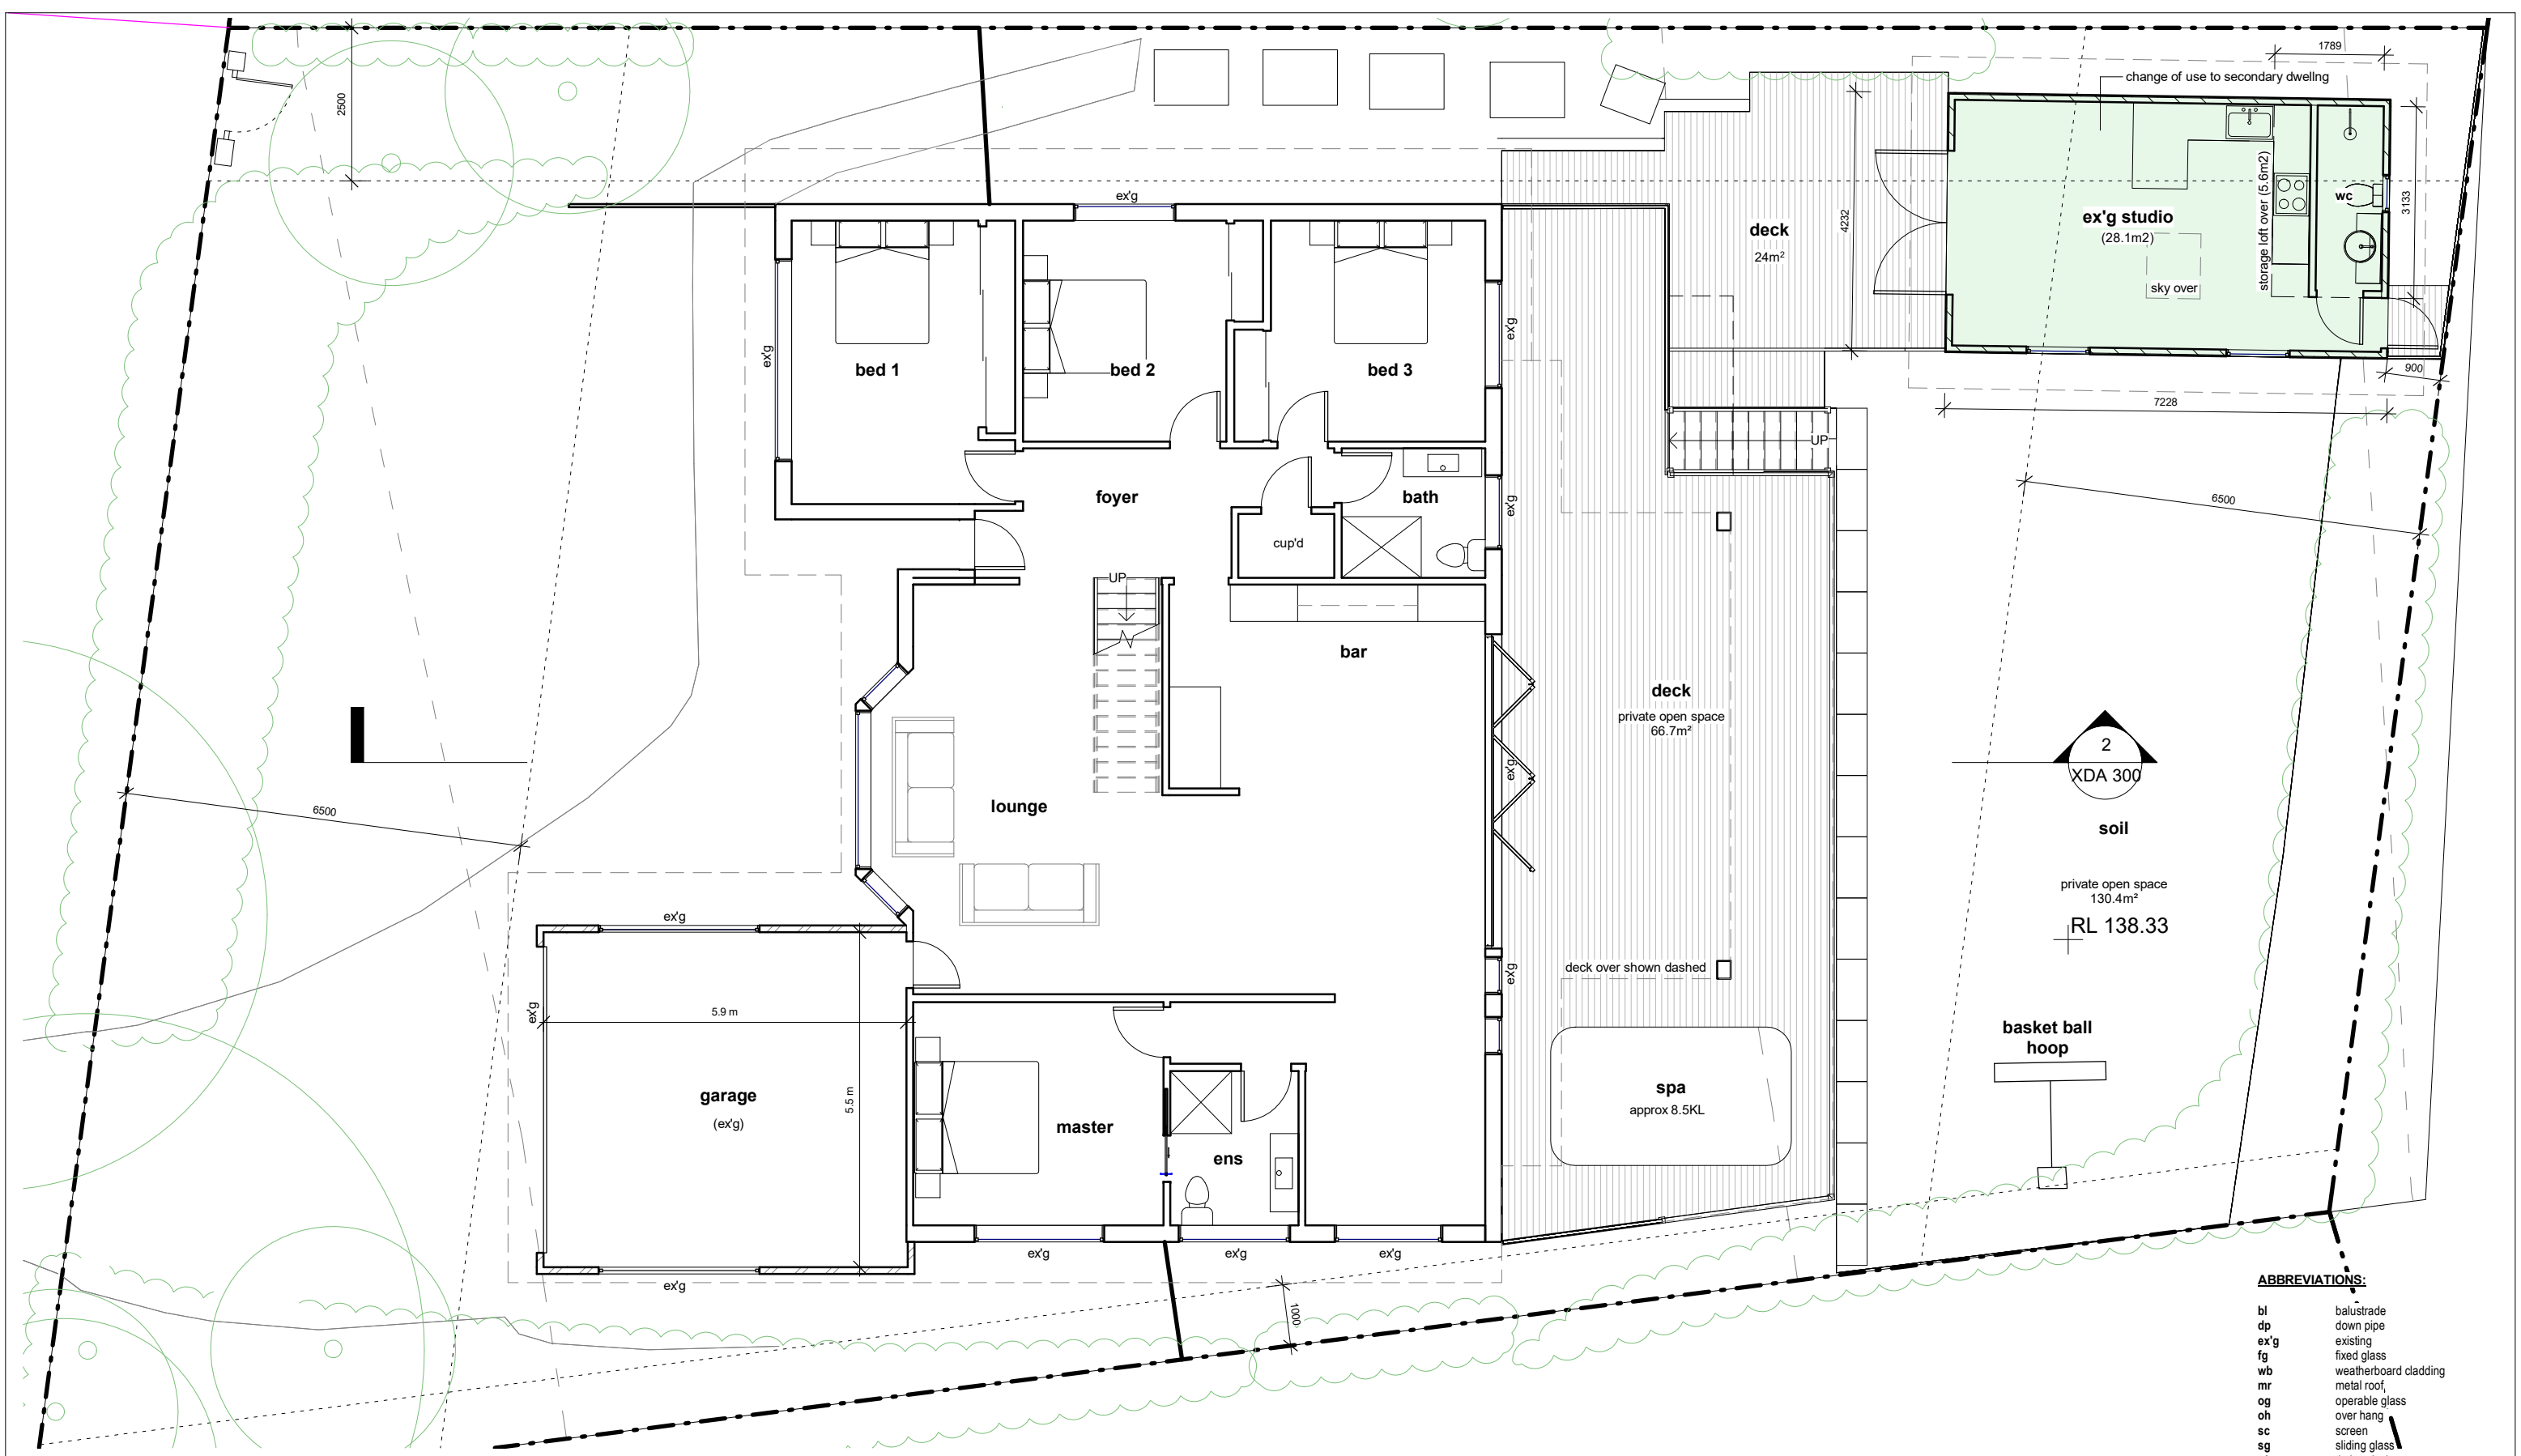 1789
change of use to secondary dwellng
2500
ex'g
4232
deck
24m²
ex'g studio
(28.1m2)
sky over
storage loft over (5.6m2)
wc
3133
900
7228
ex'g
bed 1
bed 2
bed 3
ex'g
UP
foyer
bath
ex'g
cup'd
6500
UP
bar
deck
private open space
66.7m²
ex'g
2
XDA 300
6500
lounge
soil
private open space
130.4m²
RL 138.33
ex'g
deck over shown dashed
ex'g
ex'g
5.9 m
5.5 m
garage
(ex'g)
master
ens
spa
approx 8.5KL
basket ball
hoop
ex'g
ex'g
ex'g
ex'g
1000
ABBREVIATIONS:
bl balustrade
dp down pipe
ex'g existing
fg fixed glass
wb weatherboard cladding
mr metal roof
og operable glass
oh over hang
sc screen
sg sliding glass